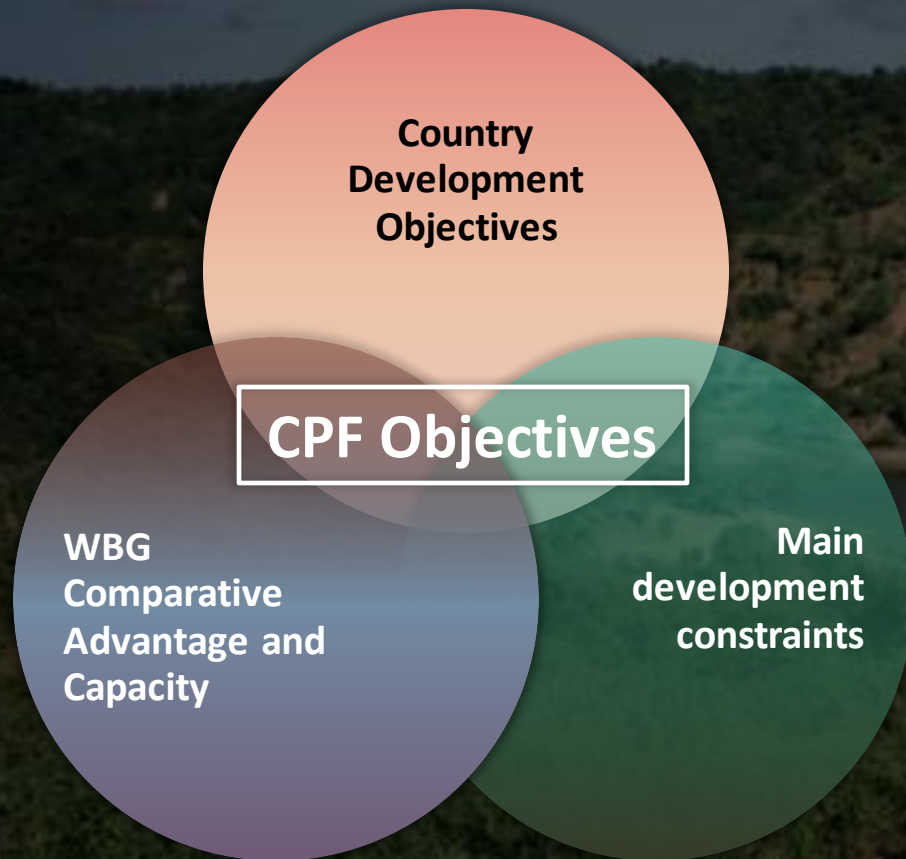 Country
Development
Objectives
CPF Objectives
WBG
Comparative
Advantage and
Capacity
Main
development
constraints